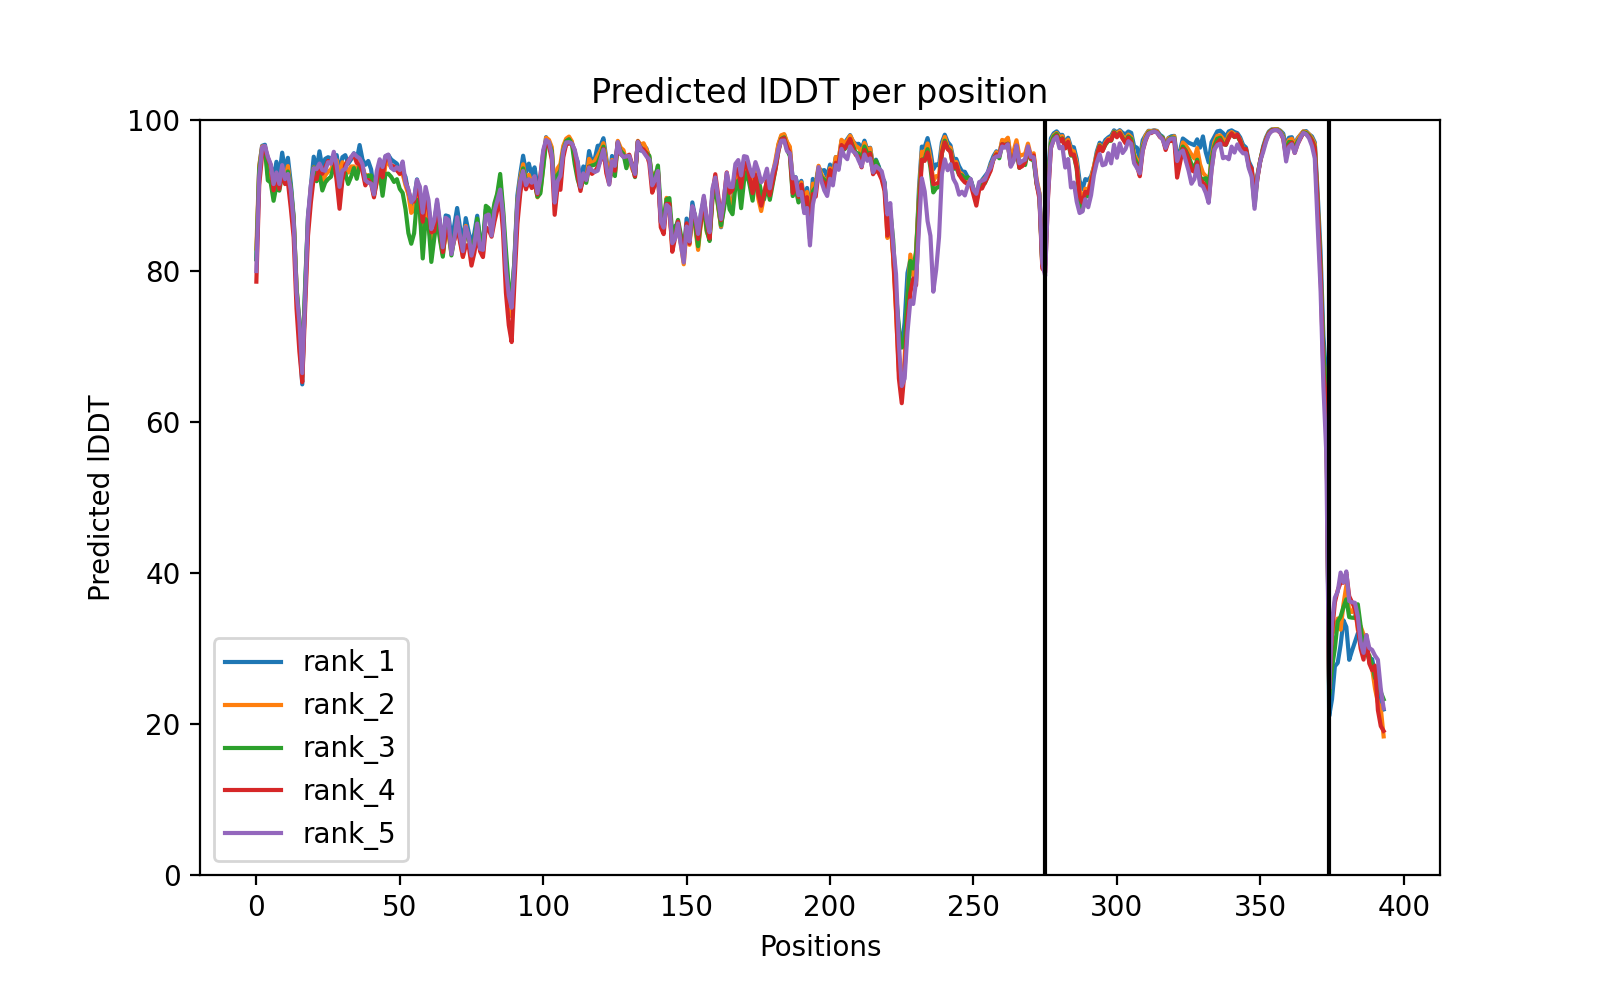 Predicted lDDT per position
100
80
60
40
20
0
Predicted lDDT
rank_1
rank_2
rank_3
rank_4
rank_5
0 50 100 150 200 250 300 350 400
Positions